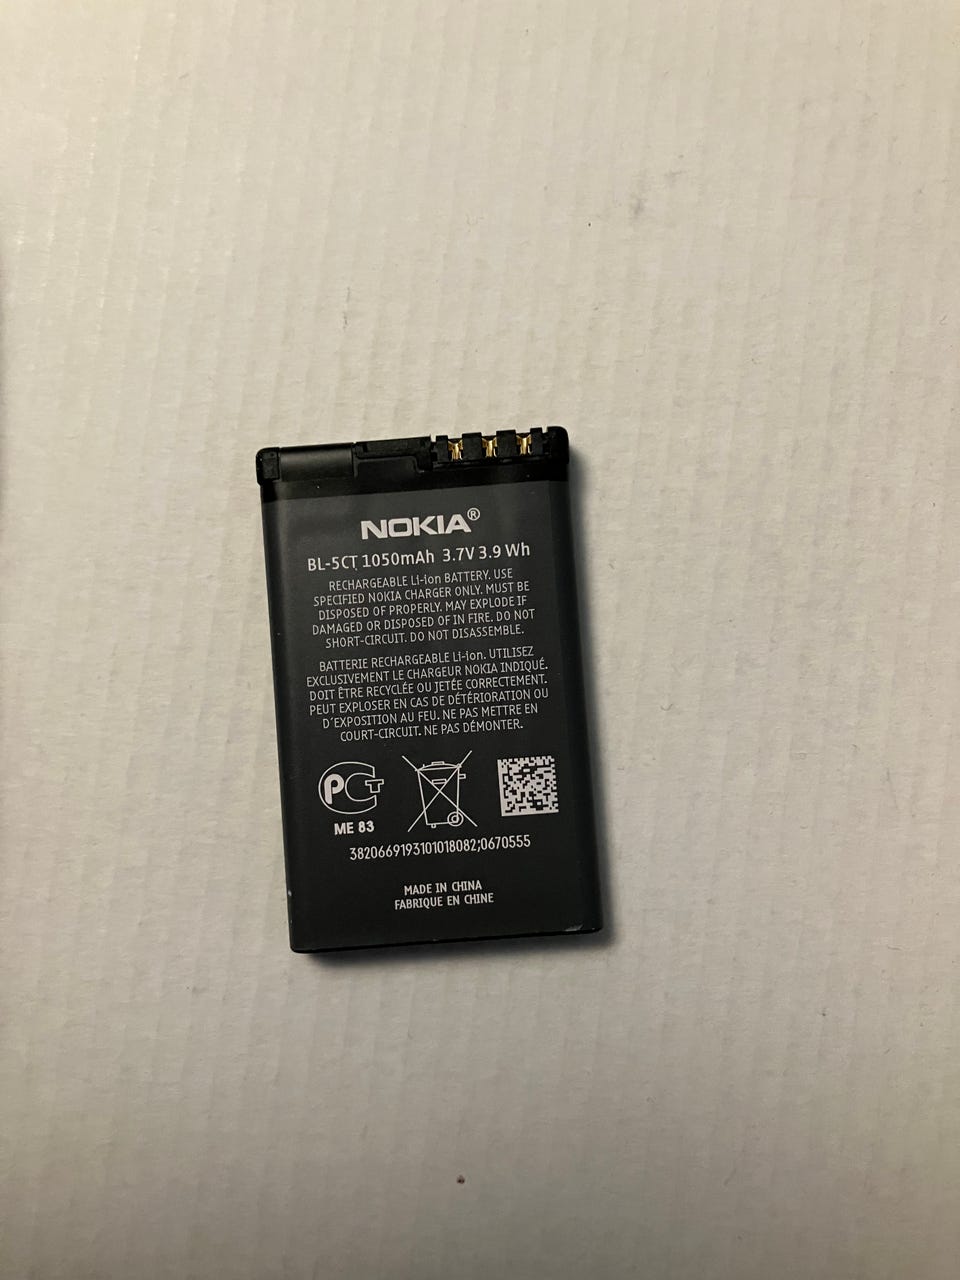 NOKIA®
BL-5CT 1050mAh 3.7V 3.9 Wh
RECHARGEABLE Li-ion BATTERY. USE
SPECIFIED NOKIA CHARGER ONLY. MUST BE
DISPOSED OF PROPERLY. MAY EXPLODE IF
DAMAGED OR DISPOSED OF IN FIRE. DO NOT
SHORT-CIRCUIT. DO NOT DISASSEMBLE.
BATTERIE RECHARGEABLE Li-ion. UTILISEZ
EXCLUSIVEMENT LE CHARGEUR NOKIA INDIQUÉ.
DOIT ÊTRE RECYCLÉE OU JETÉE CORRECTEMENT.
PEUT EXPLOSER EN CAS DE DÉTÉRIORATION OU
D'EXPOSITION AU FEU. NE PAS METTRE EN
COURT-CIRCUIT. NE PAS DÉMONTER.
РСТ
ME 83
3820669193101018082;0670555
MADE IN CHINA
FABRIQUE EN CHINE